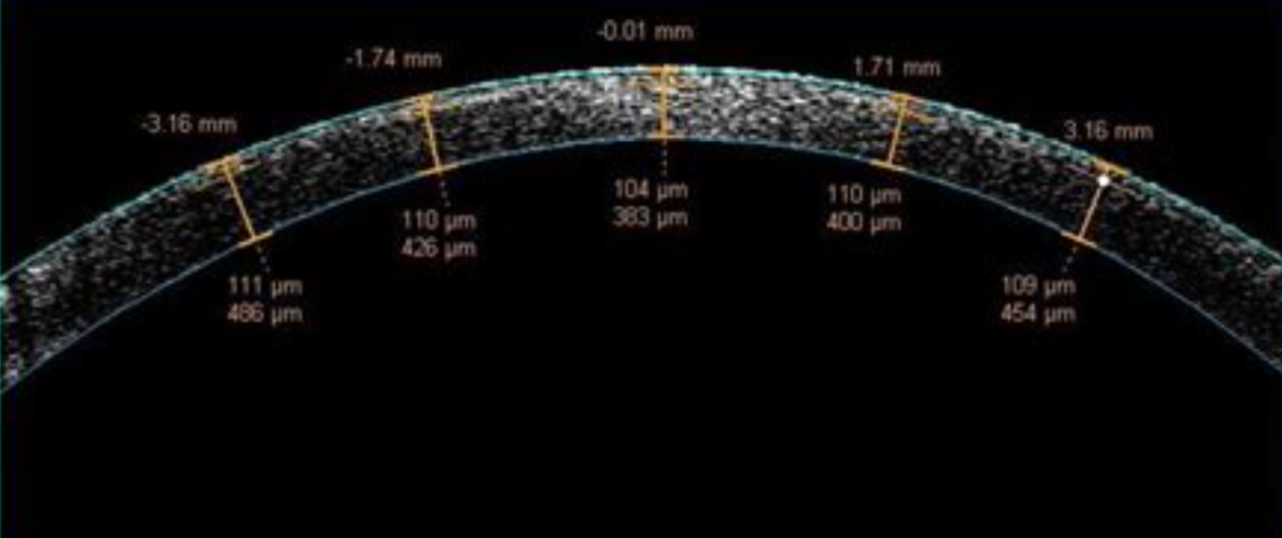 -0.01 mm
-1.74 mm
1.71 mm
-3.16 mm
3.16 mm
104 µm
383 µm
110 µm
400 µm
110 µm
426 µm
111 µm
486 µm
109 µm
454 µm